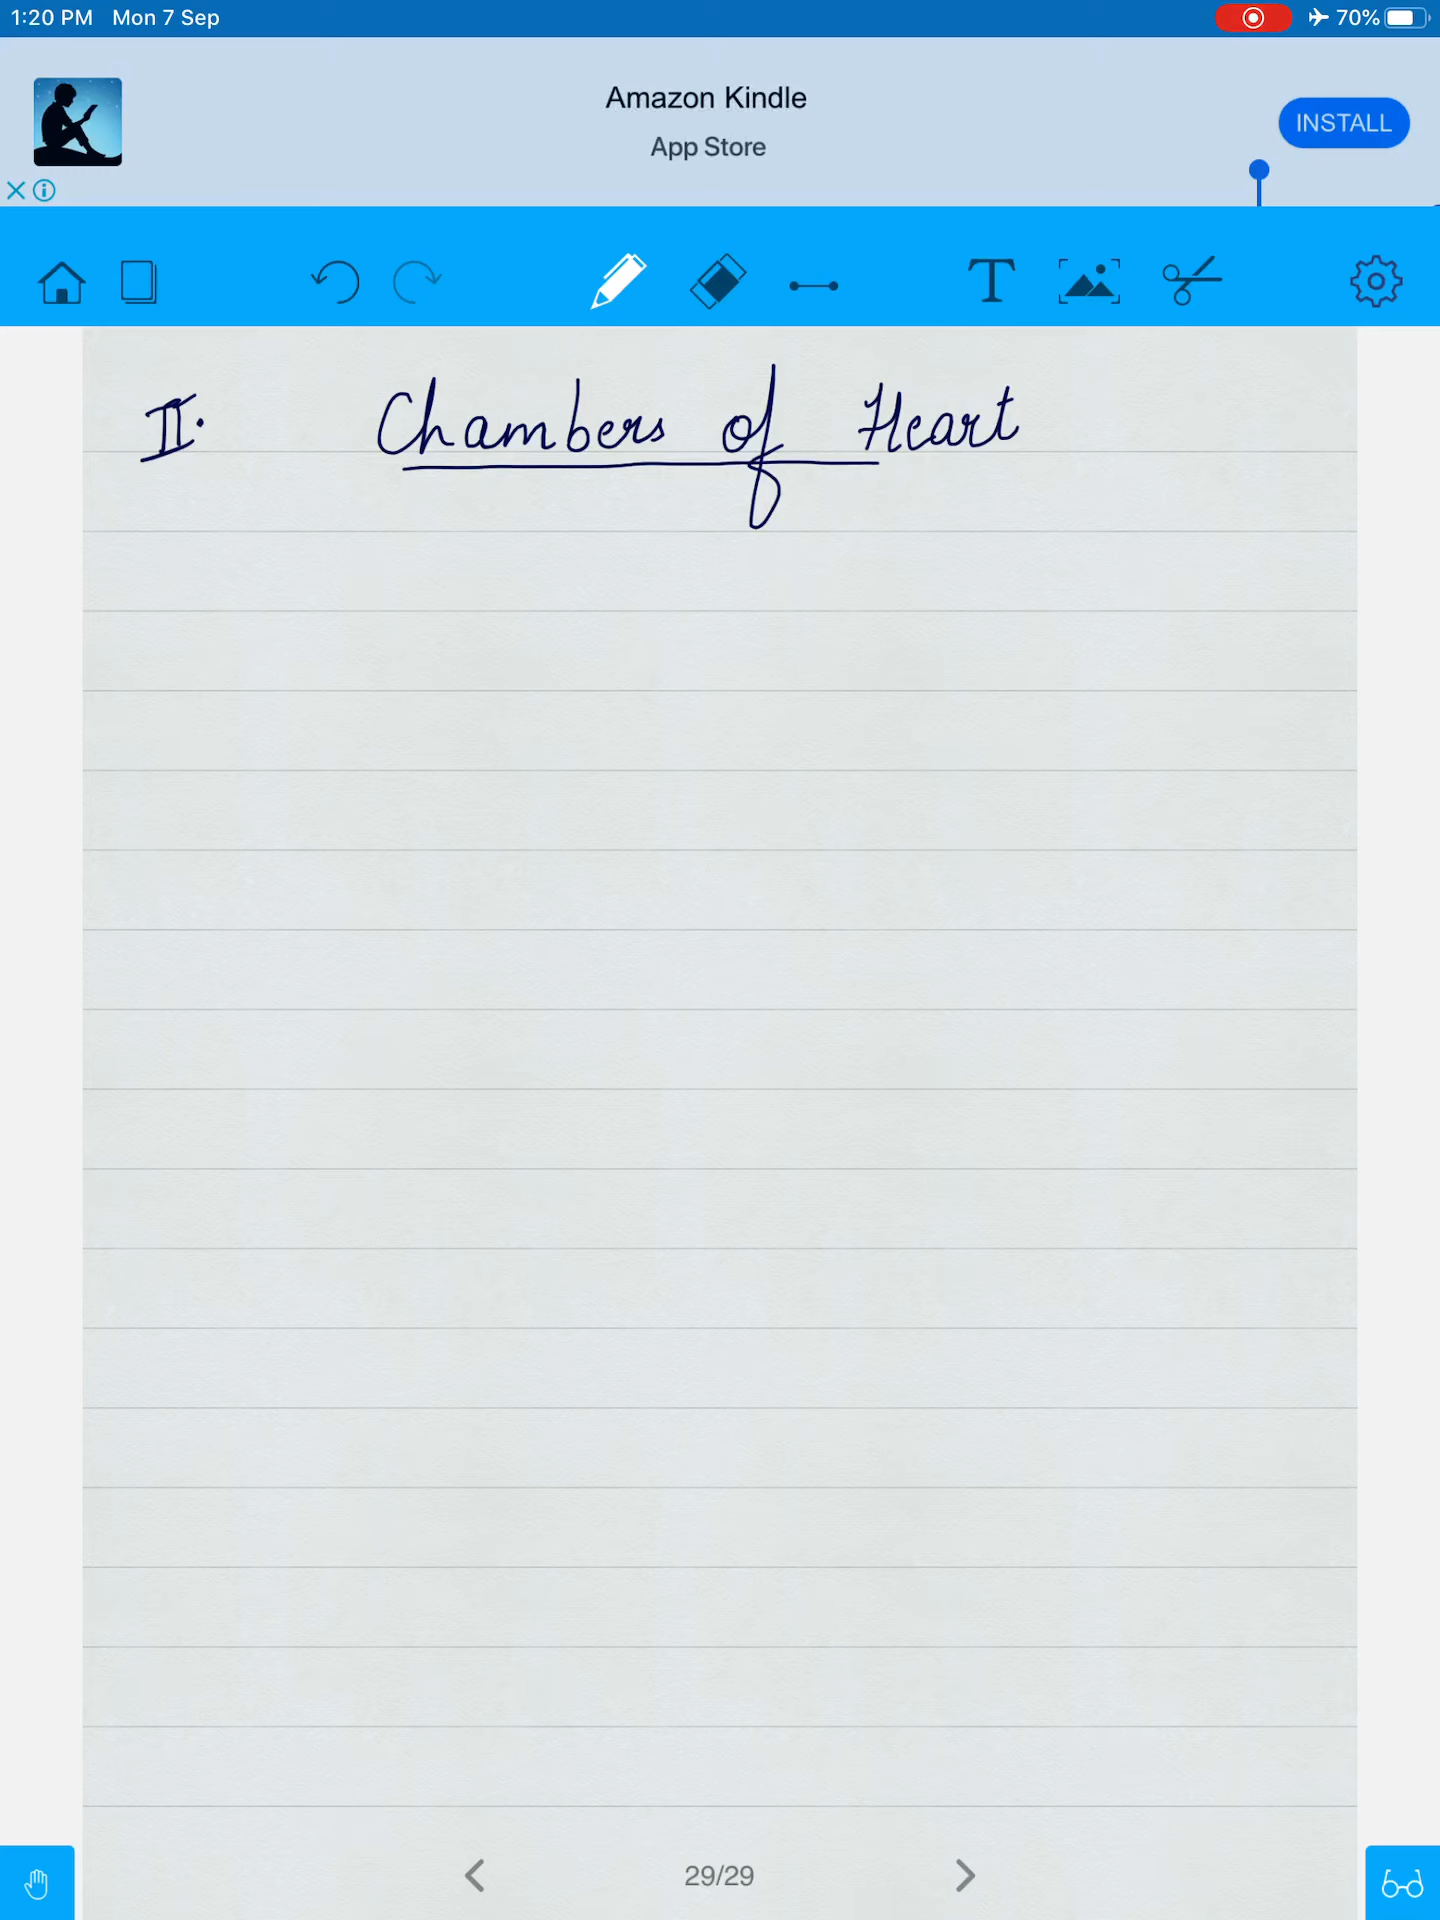 1:20 PM Mon 7 Sep 70%
Amazon Kindle
App Store
INSTALL
T
II. Chambers of Heart
29/29